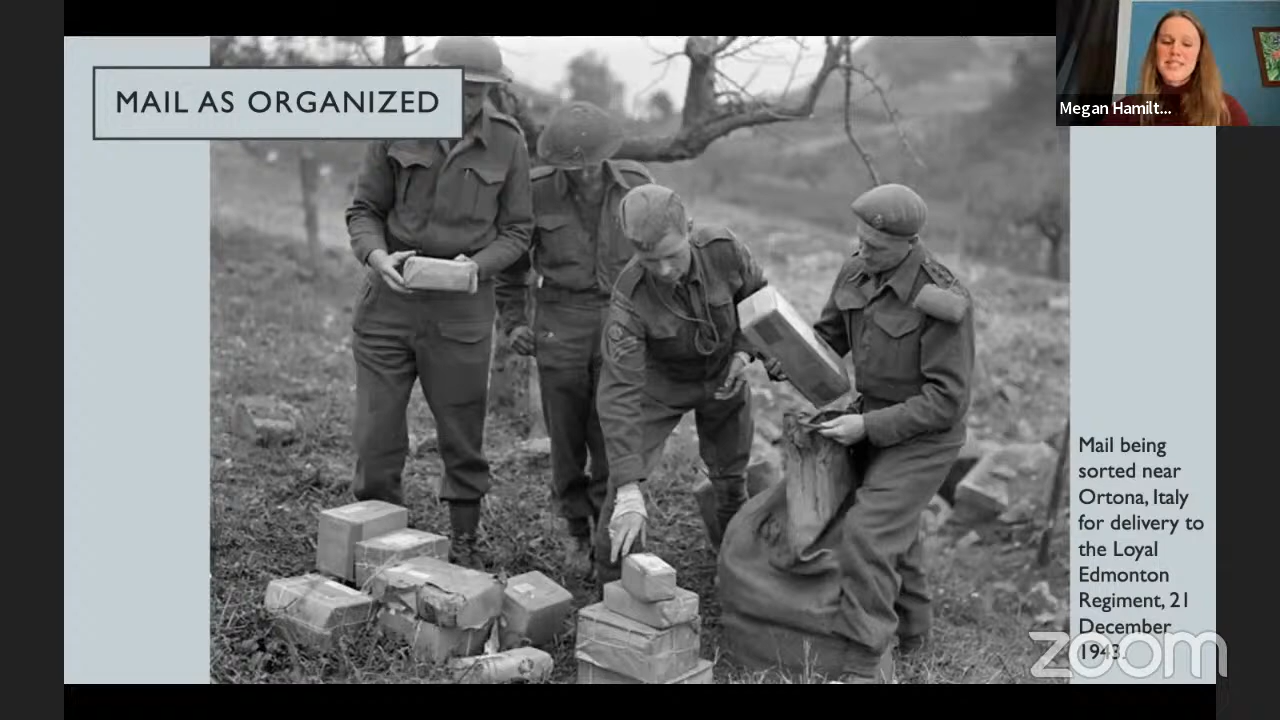 MAIL AS ORGANIZED
Megan Hamilt...
Mail being
sorted near
Ortona, Italy
for delivery to
the Loyal
Edmonton
Regiment, 21
December
1943.
zoom